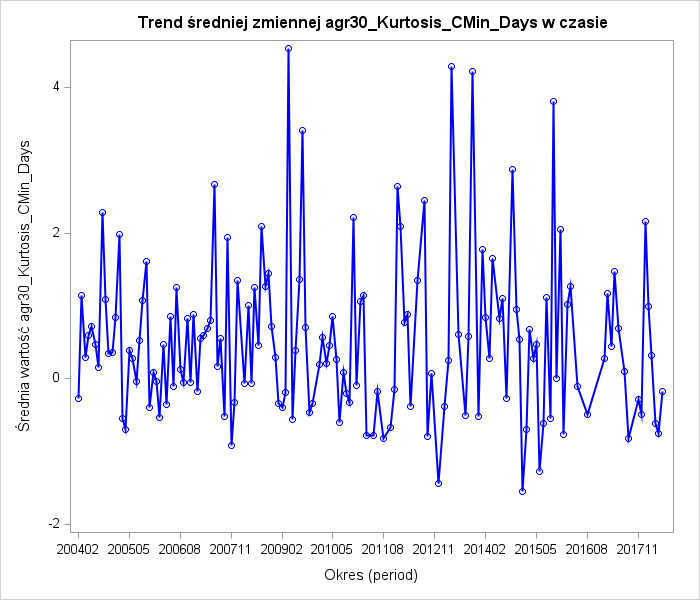 Trend średniej zmiennej agr30_Kurtosis_CMin_Days w czasie
Średnia wartość agr30_Kurtosis_CMin_Days
4
2
0
-2
200402 200505 200608 200711 200902 201005 201108 201211 201402 201505 201608 201711
Okres (period)